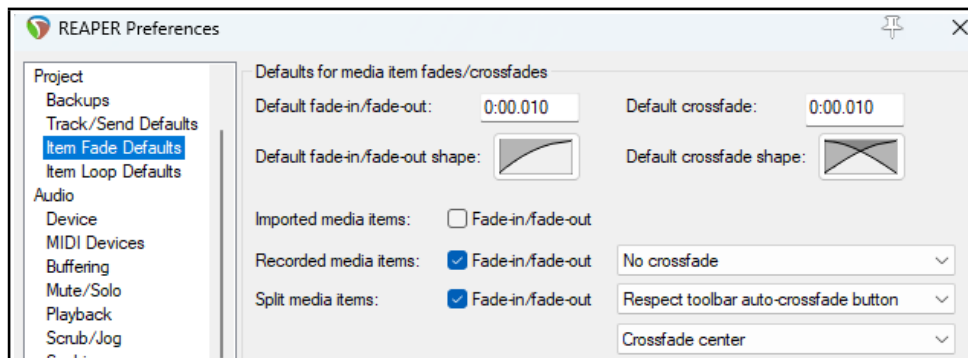 REAPER Preferences
Project
Backups
Track/Send Defaults
Item Fade Defaults
Item Loop Defaults
Audio
Device
MIDI Devices
Buffering
Mute/Solo
Playback
Scrub/Jog
Defaults for media item fades/crossfades
Default fade-in/fade-out: 0:00.010 Default crossfade: 0:00.010
Default fade-in/fade-out shape: Default crossfade shape:
Imported media items: Fade-in/fade-out
Recorded media items: Fade-in/fade-out No crossfade
Split media items: Fade-in/fade-out Respect toolbar auto-crossfade button
Crossfade center